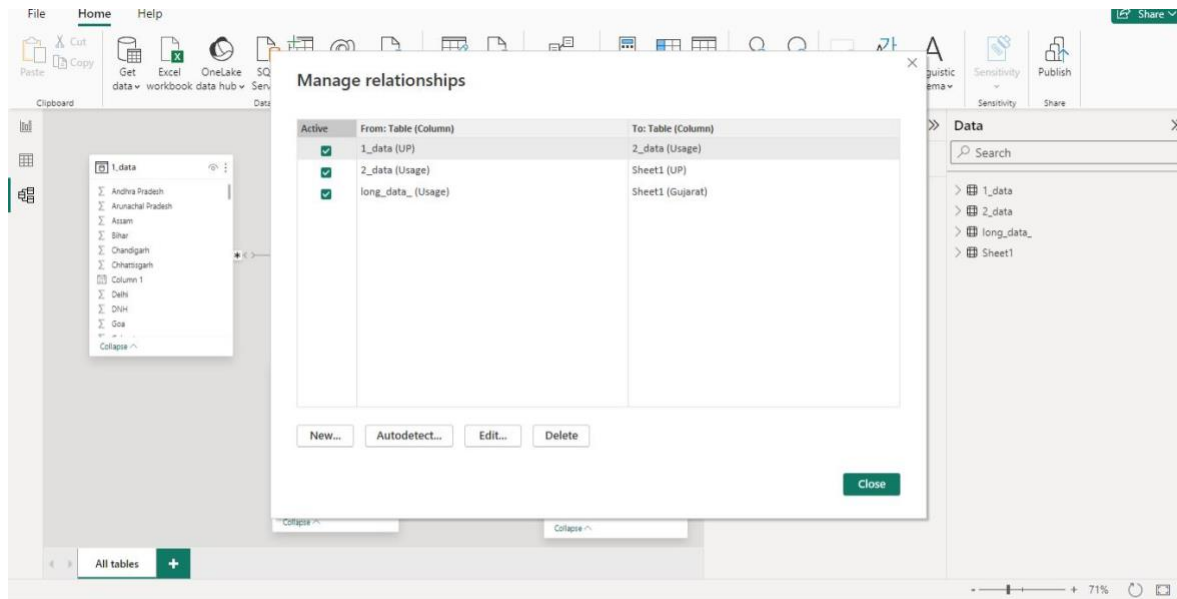 File Home Help
Share
Cut
Copy
Paste
Get data
Excel workbook
OneLake data hub
Sensitivity
Publish
Clipboard
Data
Sensitivity
Share
Manage relationships
Active From: Table (Column) To: Table (Column)
1_data (UP) 2_data (Usage)
2_data (Usage) Sheet1 (UP)
long_data_ (Usage) Sheet1 (Gujarat)
New... Autodetect... Edit... Delete
Close
1_data
Andhra Pradesh
Arunachal Pradesh
Assam
Bihar
Chandigarh
Chhattisgarh
Column 1
Delhi
DNH
Goa
Collapse
Collapse
Collapse
Data
Search
1_data
2_data
long_data_
Sheet1
All tables
71%